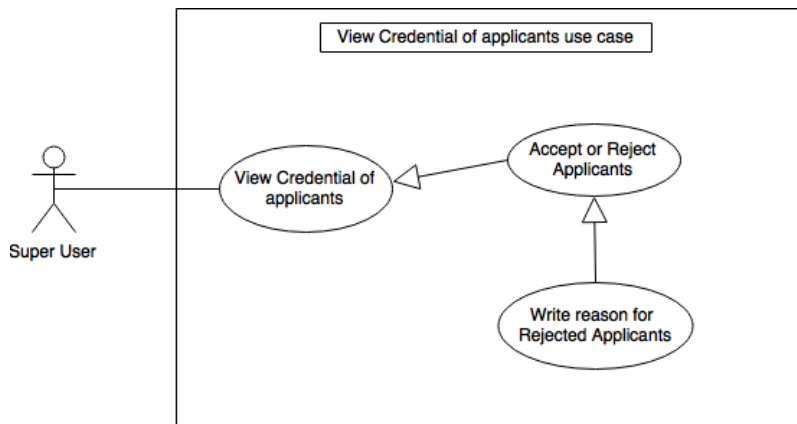 View Credential of applicants use case
Accept or Reject
Applicants
View Credential of
applicants
Super User
Write reason for
Rejected Applicants